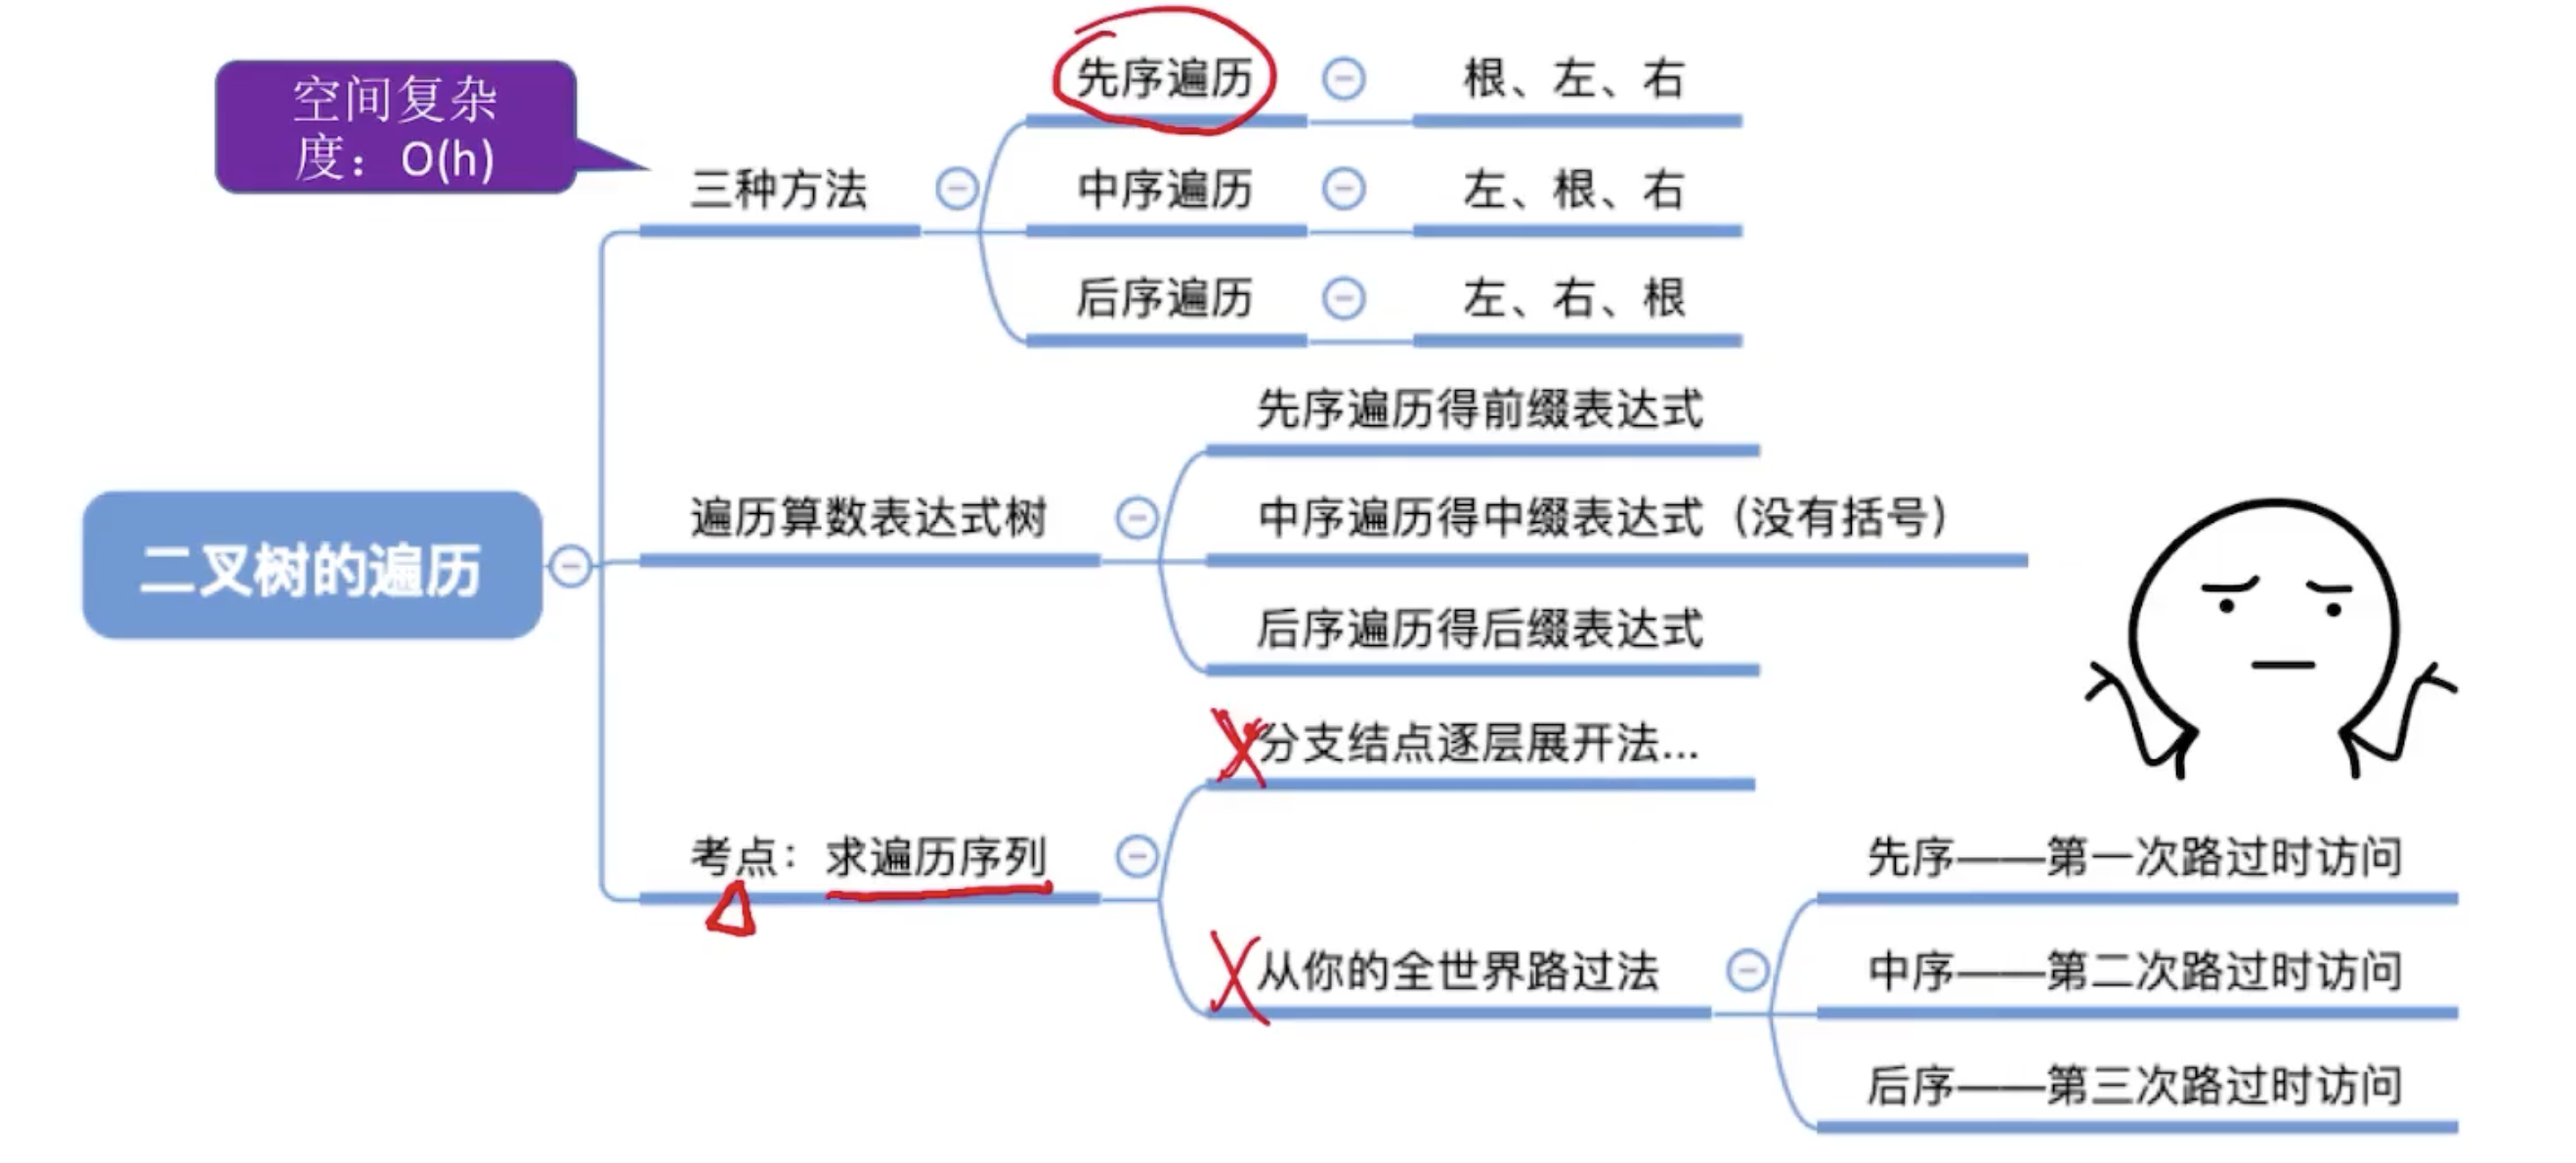 空间复杂
度：O(h)
先序遍历
根、左、右
三种方法
中序遍历
左、根、右
后序遍历
左、右、根
二叉树的遍历
遍历算数表达式树
先序遍历得前缀表达式
中序遍历得中缀表达式（没有括号）
后序遍历得后缀表达式
考点：求遍历序列
分支结点逐层展开法...
从你的全世界路过法
先序——第一次路过时访问
中序——第二次路过时访问
后序——第三次路过时访问